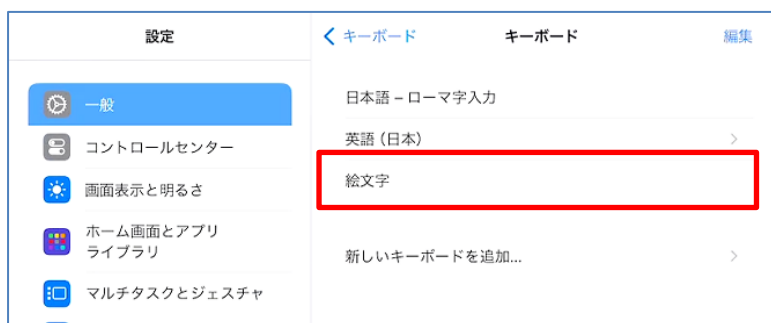 設定
一般
コントロールセンター
画面表示と明るさ
ホーム画面とアプリ
ライブラリ
マルチタスクとジェスチャ
キーボード
キーボード
編集
日本語 – ローマ字入力
英語（日本）
絵文字
新しいキーボードを追加...